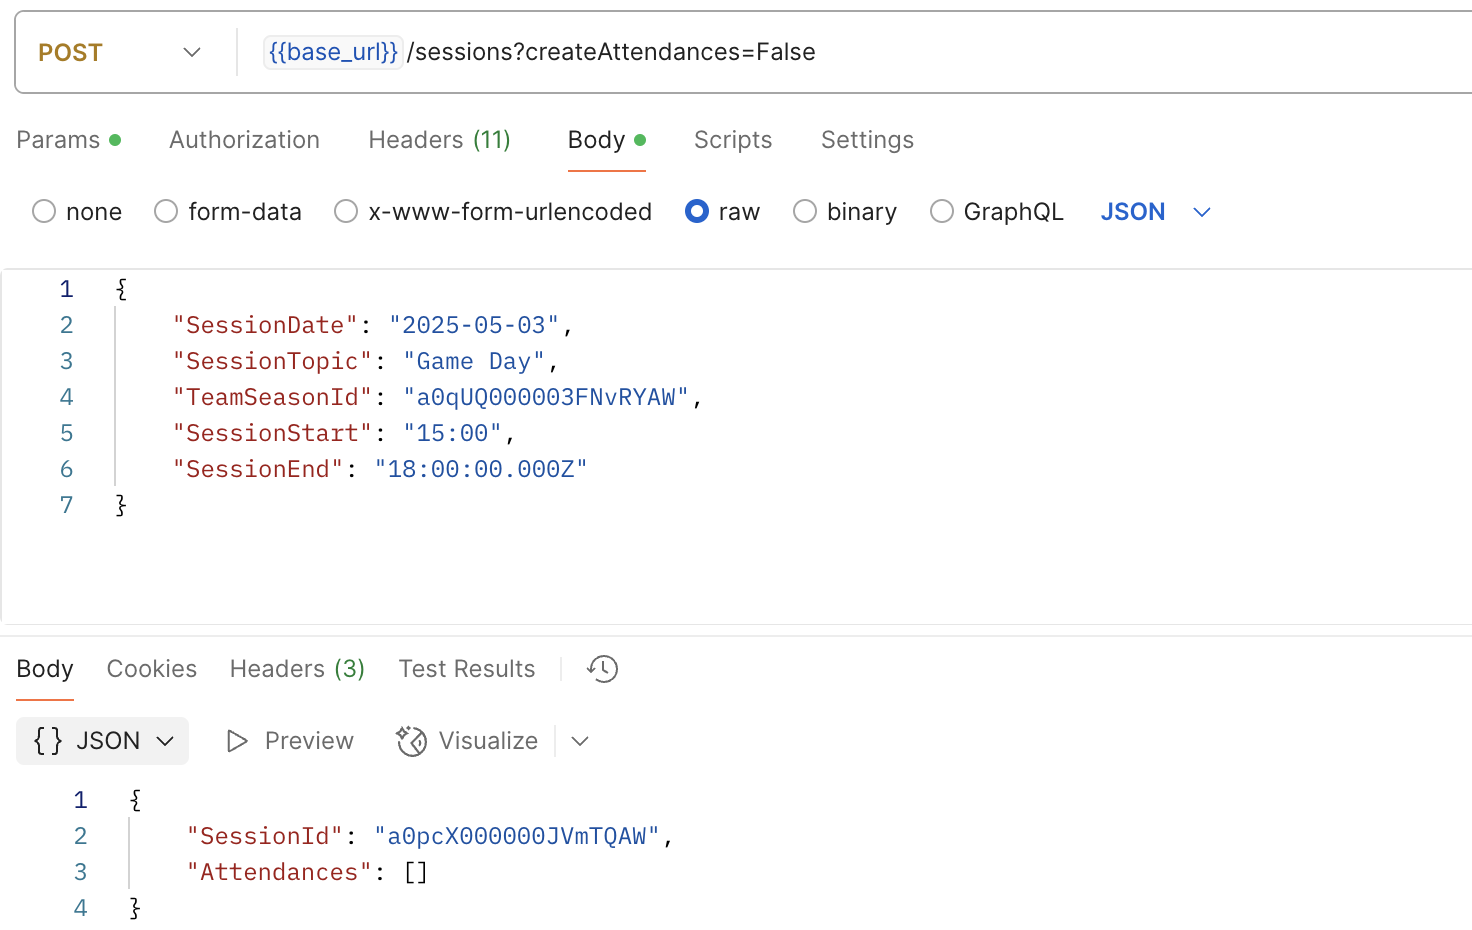 POST {{base_url}}/sessions?createAttendances=False
Params Authorization Headers (11) Body Scripts Settings
none form-data x-www-form-urlencoded raw binary GraphQL JSON
1 {
2 "SessionDate": "2025-05-03",
3 "SessionTopic": "Game Day",
4 "TeamSeasonId": "a0qUQ000003FNvRYAW",
5 "SessionStart": "15:00",
6 "SessionEnd": "18:00:00.000Z"
7 }
Body Cookies Headers (3) Test Results
{} JSON Preview Visualize
1 {
2 "SessionId": "a0pcX000000JVmTQAW",
3 "Attendances": []
4 }